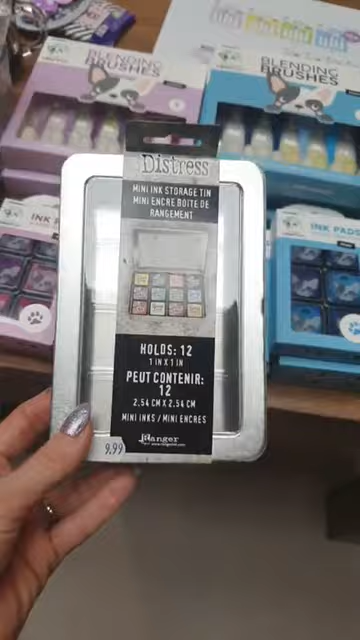 BLENDING
BRUSHES
BLENDING
BRUSHES
Distress
MINI INK STORAGE TIN
MINI ENCRE BOITE DE
RANGEMENT
INK P
INK PADS
HOLDS: 12
1 IN X 1 IN
PEUT CONTENIR:
12
2,54 CM X 2,54 CM
MINI INKS / MINI ENCRES
Ranger
9.99